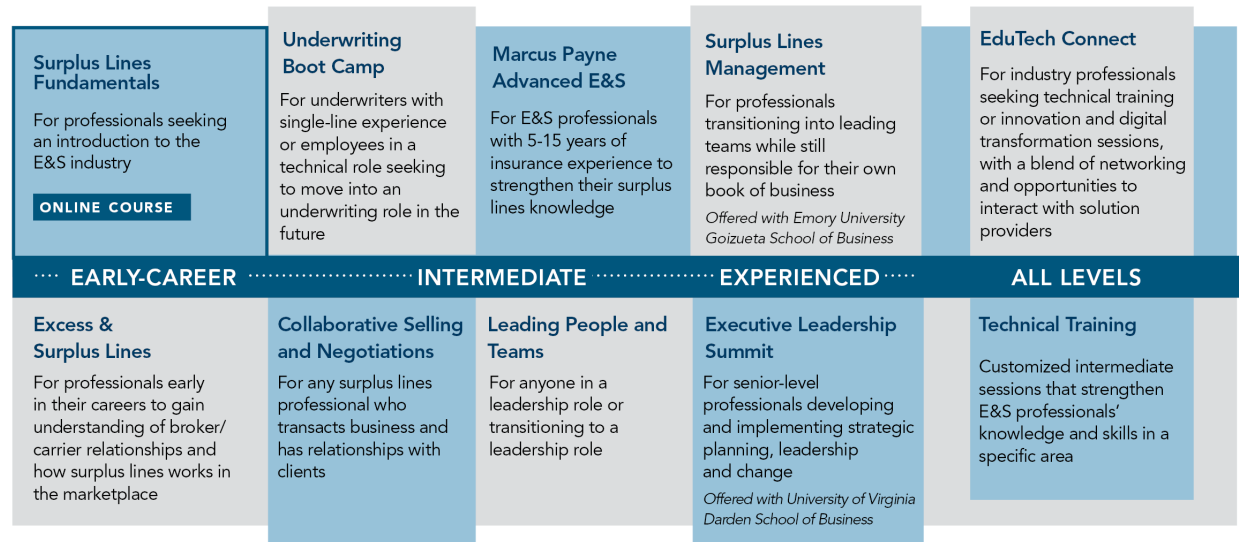 Surplus Lines
Fundamentals
For professionals seeking
an introduction to the
E&S industry
ONLINE COURSE
Underwriting
Boot Camp
For underwriters with
single-line experience
or employees in a
technical role seeking
to move into an
underwriting role in the
future
Marcus Payne
Advanced E&S
For E&S professionals
with 5-15 years of
insurance experience to
strengthen their surplus
lines knowledge
Surplus Lines
Management
For professionals
transitioning into leading
teams while still
responsible for their own
book of business
Offered with Emory University
Goizueta School of Business
EduTech Connect
For industry professionals
seeking technical training
or innovation and digital
transformation sessions,
with a blend of networking
and opportunities to
interact with solution
providers
EARLY-CAREER
INTERMEDIATE
EXPERIENCED
ALL LEVELS
Excess &
Surplus Lines
For professionals early
in their careers to gain
understanding of broker/
carrier relationships and
how surplus lines works in
the marketplace
Collaborative Selling
and Negotiations
For any surplus lines
professional who
transacts business and
has relationships with
clients
Leading People and
Teams
For anyone in a
leadership role or
transitioning to a
leadership role
Executive Leadership
Summit
For senior-level
professionals developing
and implementing strategic
planning, leadership
and change
Offered with University of Virginia
Darden School of Business
Technical Training
Customized intermediate
sessions that strengthen
E&S professionals’
knowledge and skills in a
specific area